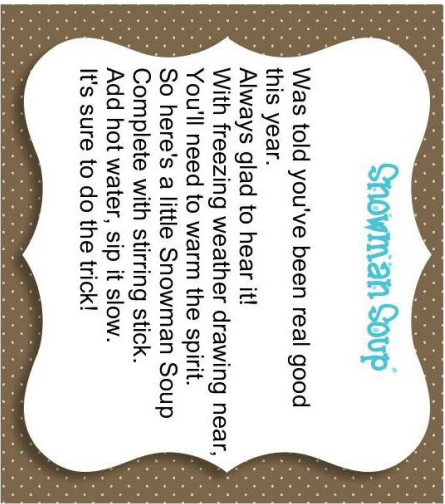 Snowman Soup
Was told you've been real good
this year.
Always glad to hear it!
With freezing weather drawing near,
You'll need to warm the spirit.
So here's a little Snowman Soup
Complete with stirring stick.
Add hot water, sip it slow.
It's sure to do the trick!